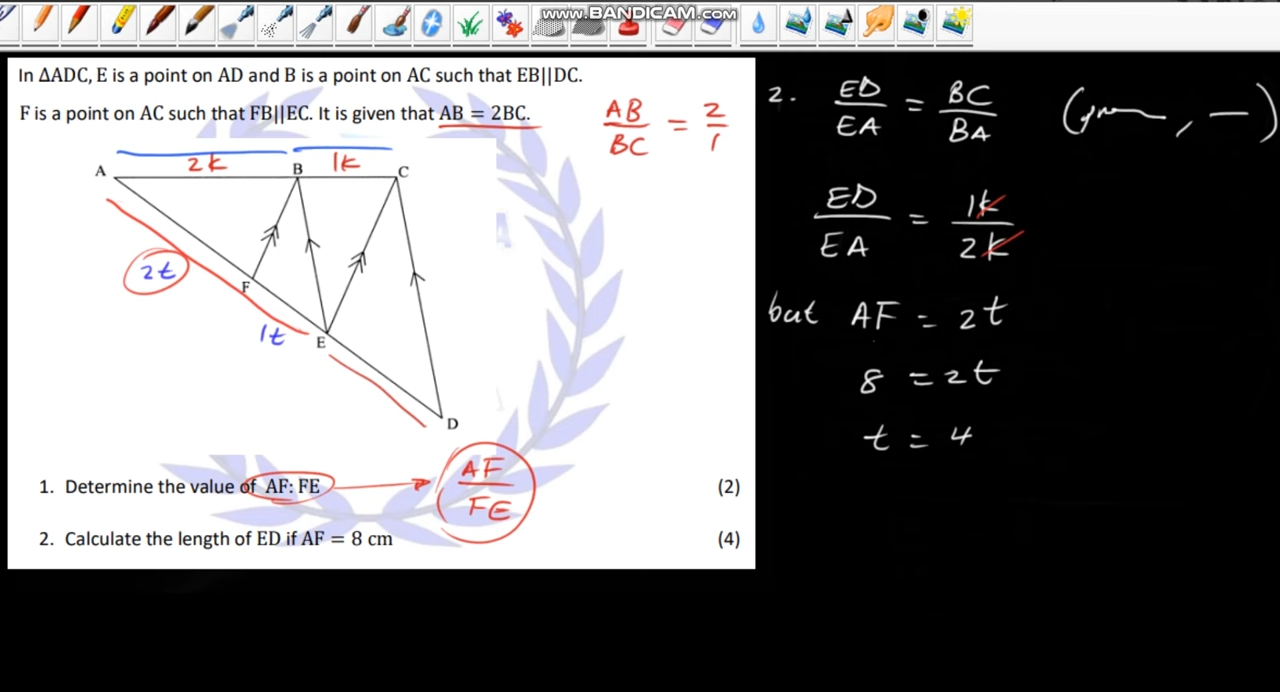 www.BANDICAM.com
In ΔADC, E is a point on AD and B is a point on AC such that EB||DC.
F is a point on AC such that FB||EC. It is given that AB = 2BC.
AB/BC = 2/1
2k
1k
A
B
C
2t
F
1t
E
D
1. Determine the value of AF: FE
AF/FE
(2)
2. Calculate the length of ED if AF = 8 cm
(4)
2. ED/EA = BC/BA
ED/EA = 1k/2k
but AF = 2t
8 = 2t
t = 4